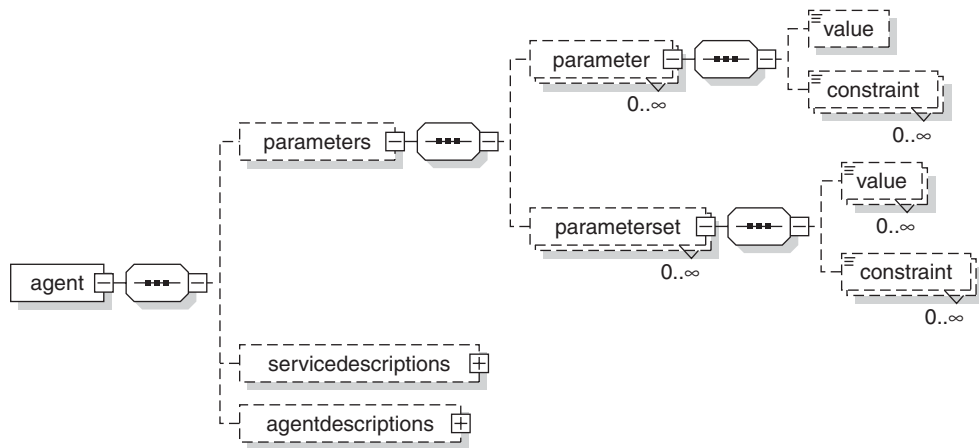 value
parameter
0..∞
constraint
0..∞
parameters
value
0..∞
parameterset
0..∞
constraint
0..∞
agent
servicedescriptions
agentdescriptions